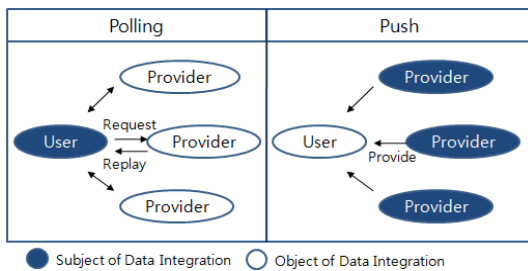 Polling
Push
Provider
Request
User
Provider
Replay
Provider
Provider
User
Provider
Provide
Provider
Subject of Data Integration
Object of Data Integration